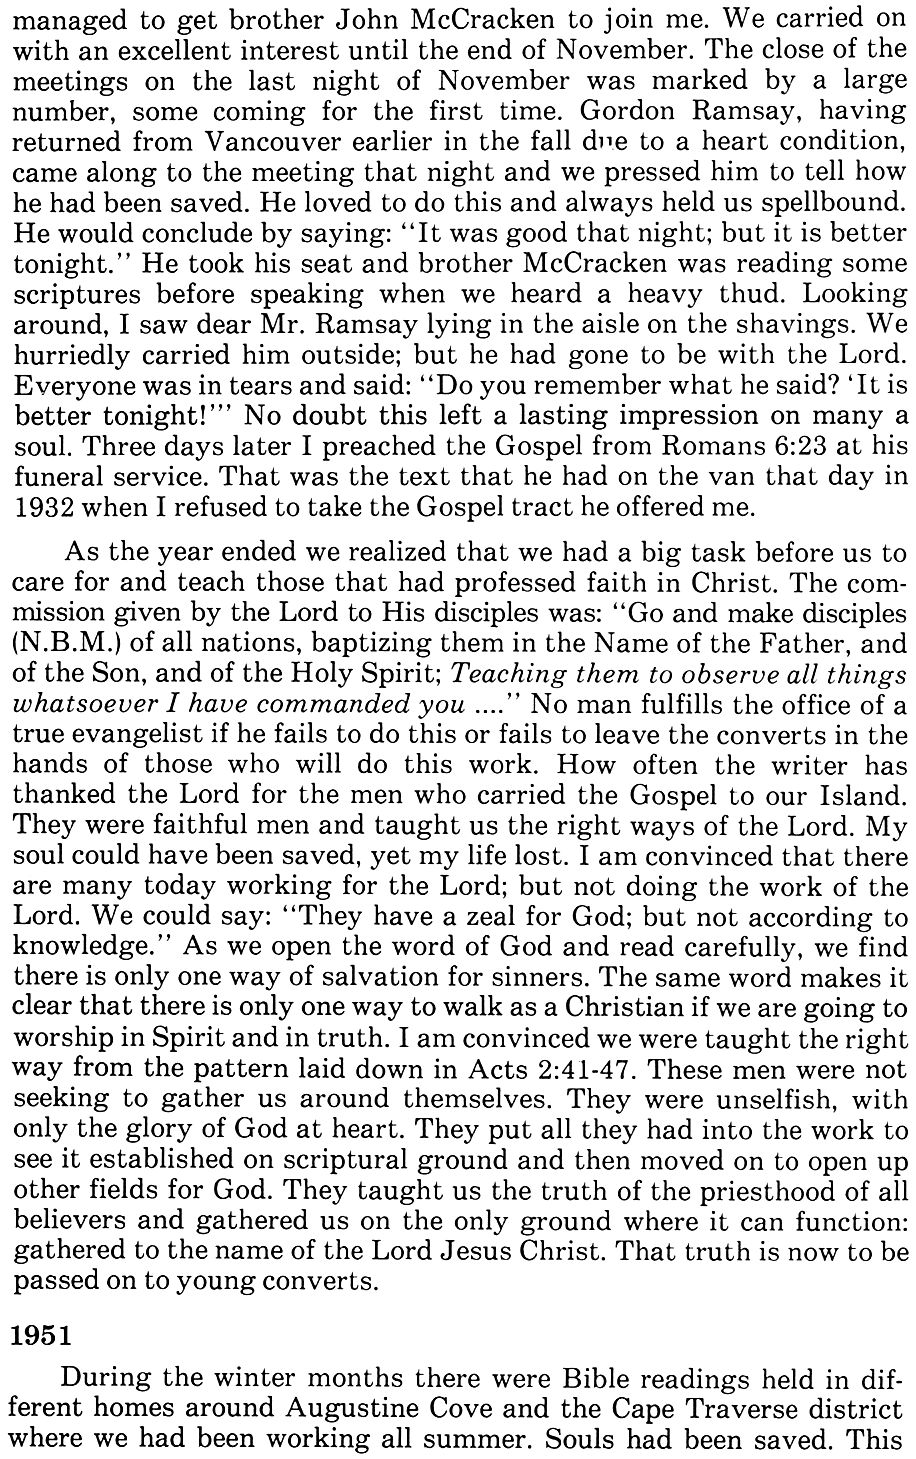 managed to get brother John McCracken to join me. We carried on
with an excellent interest until the end of November. The close of the
meetings on the last night of November was marked by a large
number, some coming for the first time. Gordon Ramsay, having
returned from Vancouver earlier in the fall due to a heart condition,
came along to the meeting that night and we pressed him to tell how
he had been saved. He loved to do this and always held us spellbound.
He would conclude by saying: "It was good that night; but it is better
tonight." He took his seat and brother McCracken was reading some
scriptures before speaking when we heard a heavy thud. Looking
around, I saw dear Mr. Ramsay lying in the aisle on the shavings. We
hurriedly carried him outside; but he had gone to be with the Lord.
Everyone was in tears and said: "Do you remember what he said? 'It is
better tonight!'" No doubt this left a lasting impression on many a
soul. Three days later I preached the Gospel from Romans 6:23 at his
funeral service. That was the text that he had on the van that day in
1932 when I refused to take the Gospel tract he offered me.
As the year ended we realized that we had a big task before us to
care for and teach those that had professed faith in Christ. The com-
mission given by the Lord to His disciples was: "Go and make disciples
(N.B.M.) of all nations, baptizing them in the Name of the Father, and
of the Son, and of the Holy Spirit; Teaching them to observe all things
whatsoever I have commanded you ...." No man fulfills the office of a
true evangelist if he fails to do this or fails to leave the converts in the
hands of those who will do this work. How often the writer has
thanked the Lord for the men who carried the Gospel to our Island.
They were faithful men and taught us the right ways of the Lord. My
soul could have been saved, yet my life lost. I am convinced that there
are many today working for the Lord; but not doing the work of the
Lord. We could say: "They have a zeal for God; but not according to
knowledge." As we open the word of God and read carefully, we find
there is only one way of salvation for sinners. The same word makes it
clear that there is only one way to walk as a Christian if we are going to
worship in Spirit and in truth. I am convinced we were taught the right
way from the pattern laid down in Acts 2:41-47. These men were not
seeking to gather us around themselves. They were unselfish, with
only the glory of God at heart. They put all they had into the work to
see it established on scriptural ground and then moved on to open up
other fields for God. They taught us the truth of the priesthood of all
believers and gathered us on the only ground where it can function:
gathered to the name of the Lord Jesus Christ. That truth is now to be
passed on to young converts.
1951
During the winter months there were Bible readings held in dif-
ferent homes around Augustine Cove and the Cape Traverse district
where we had been working all summer. Souls had been saved. This